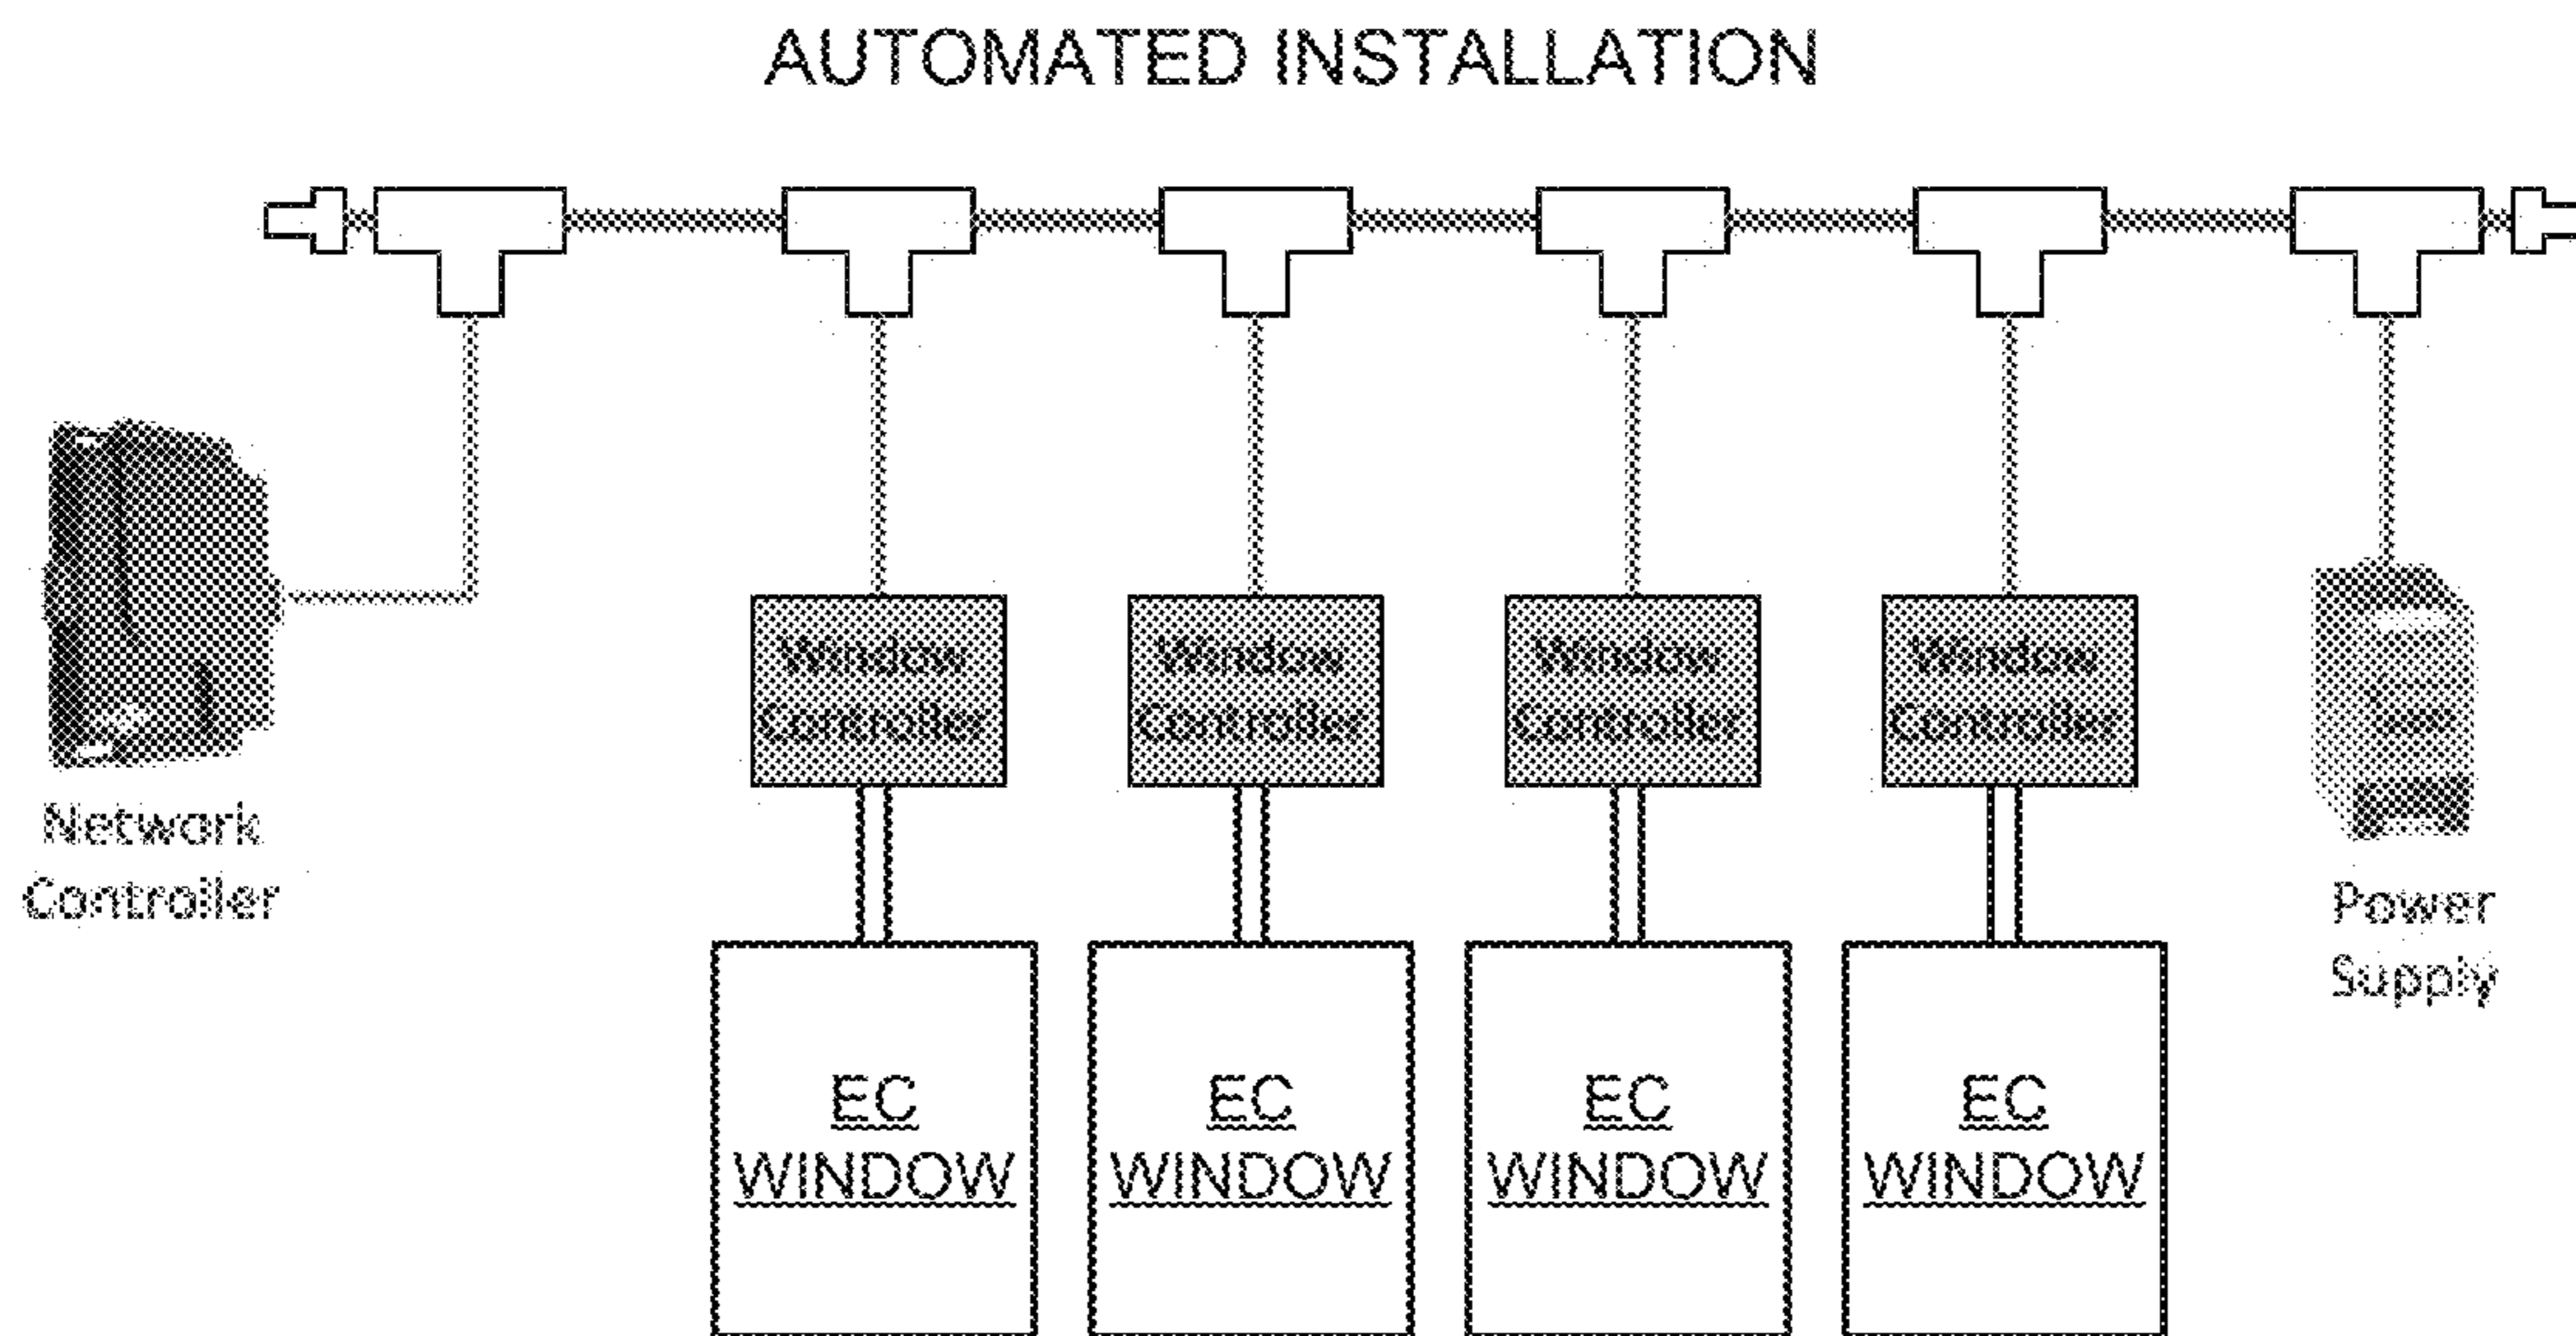 AUTOMATED INSTALLATION
Window
Controller
Window
Controller
Window
Controller
Window
Controller
Network
Controller
Power
Supply
EC
WINDOW
EC
WINDOW
EC
WINDOW
EC
WINDOW